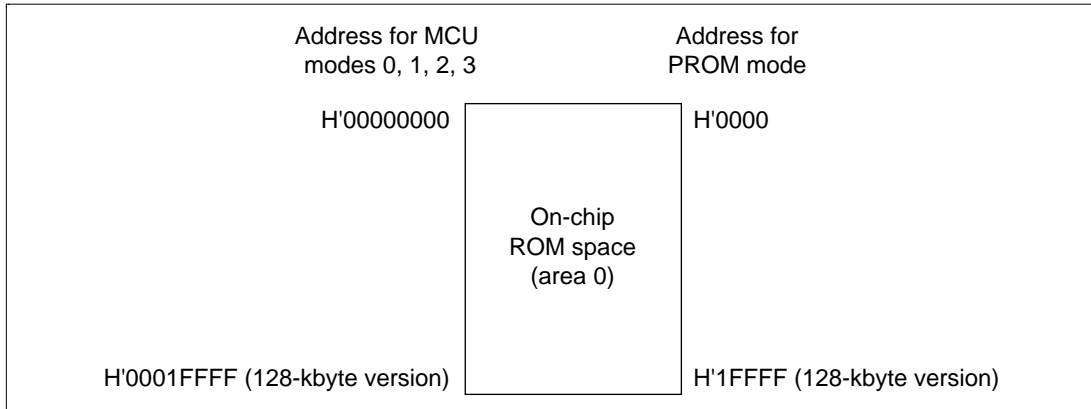 Address for MCU
modes 0, 1, 2, 3
Address for
PROM mode
H'00000000
H'0000
On-chip
ROM space
(area 0)
H'0001FFFF (128-kbyte version)
H'1FFFF (128-kbyte version)